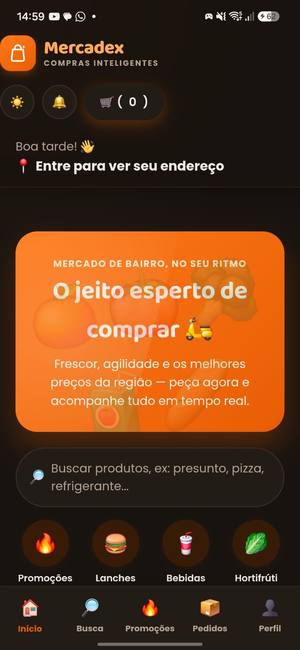 14:59
62
Mercadex
COMPRAS INTELIGENTES
( 0 )
Boa tarde! 👋
📍 Entre para ver seu endereço
MERCADO DE BAIRRO, NO SEU RITMO
O jeito esperto de
comprar 🛵
Frescor, agilidade e os melhores
preços da região — peça agora e
acompanhe tudo em tempo real.
Buscar produtos, ex: presunto, pizza,
refrigerante...
Promoções Lanches Bebidas Hortifrúti
Início Busca Promoções Pedidos Perfil